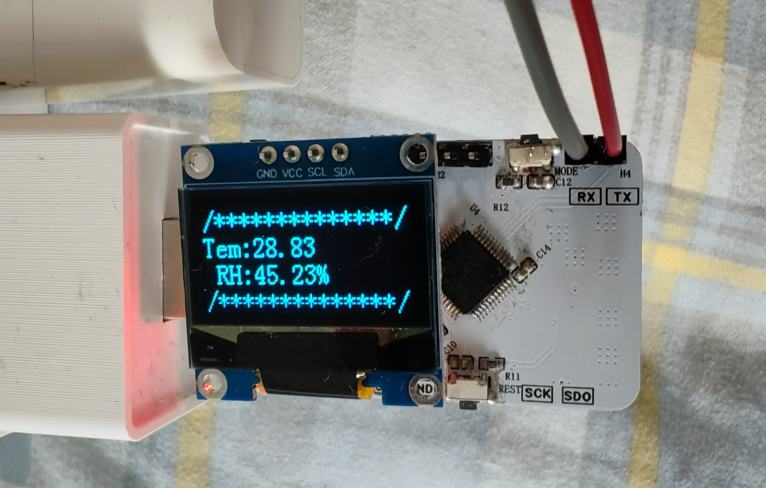 GND VCC SCL SDA
/**************/
Tem:28.83
RH:45.23%
/**************/
MODE
C12
R12
H4
RX TX
U4
C14
C10
R11
REST
SCK SDO
ND